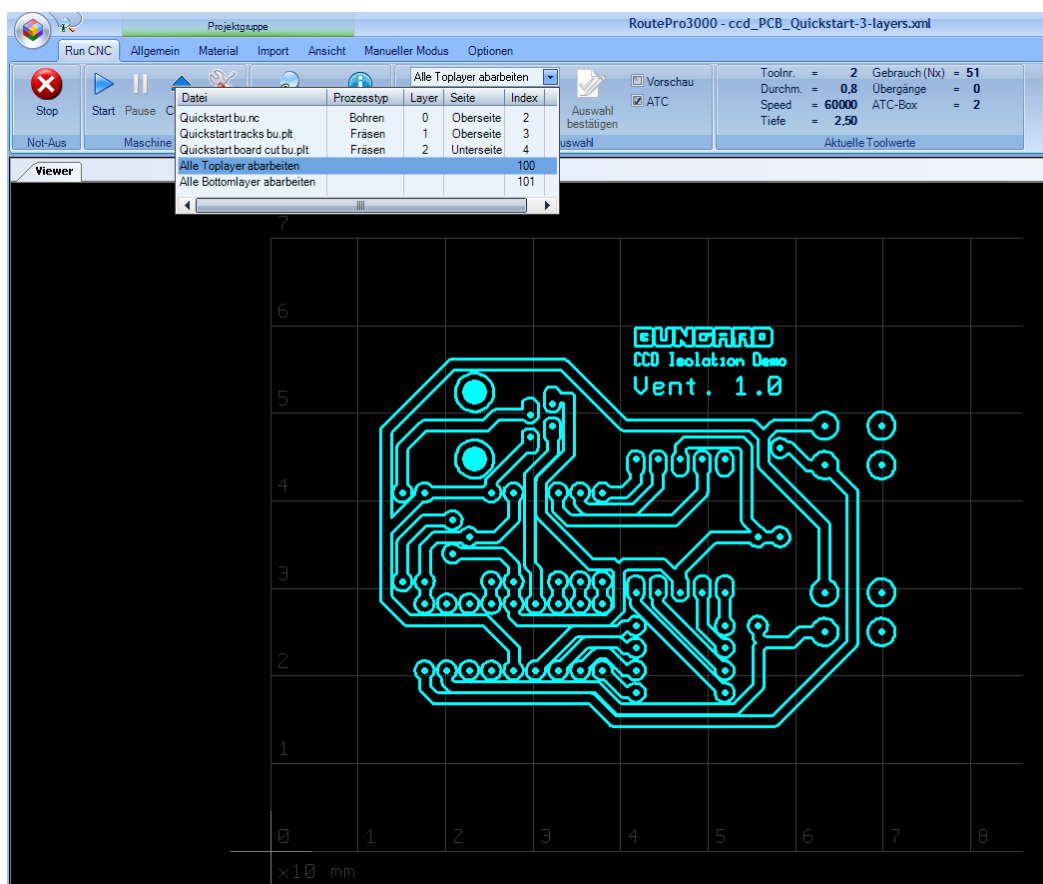 Projektgruppe
RoutePro3000 - ccd_PCB_Quickstart-3-layers.xml
Run CNC Allgemein Material Import Ansicht Manueller Modus Optionen
Stop
Start Pause C
Alle Toplayer abarbeiten
Auswahl bestätigen
Vorschau
ATC
Toolnr. = 2 Gebrauch (Nx) = 51
Durchm. = 0,8 Übergänge = 0
Speed = 60000 ATC-Box = 2
Tiefe = 2,50
Not-Aus Maschine uswahl Aktuelle Toolwerte
Datei Prozesstyp Layer Seite Index
Quickstart bu.nc Bohren 0 Oberseite 2
Quickstart tracks bu.plt Fräsen 1 Oberseite 3
Quickstart board cut bu.plt Fräsen 2 Unterseite 4
Alle Toplayer abarbeiten 100
Alle Bottomlayer abarbeiten 101
Viewer
7
6
BUNGARD
CCD Isolation Demo
Vent. 1.0
5
4
3
2
1
0 1 2 3 4 5 6 7 8
×10 mm